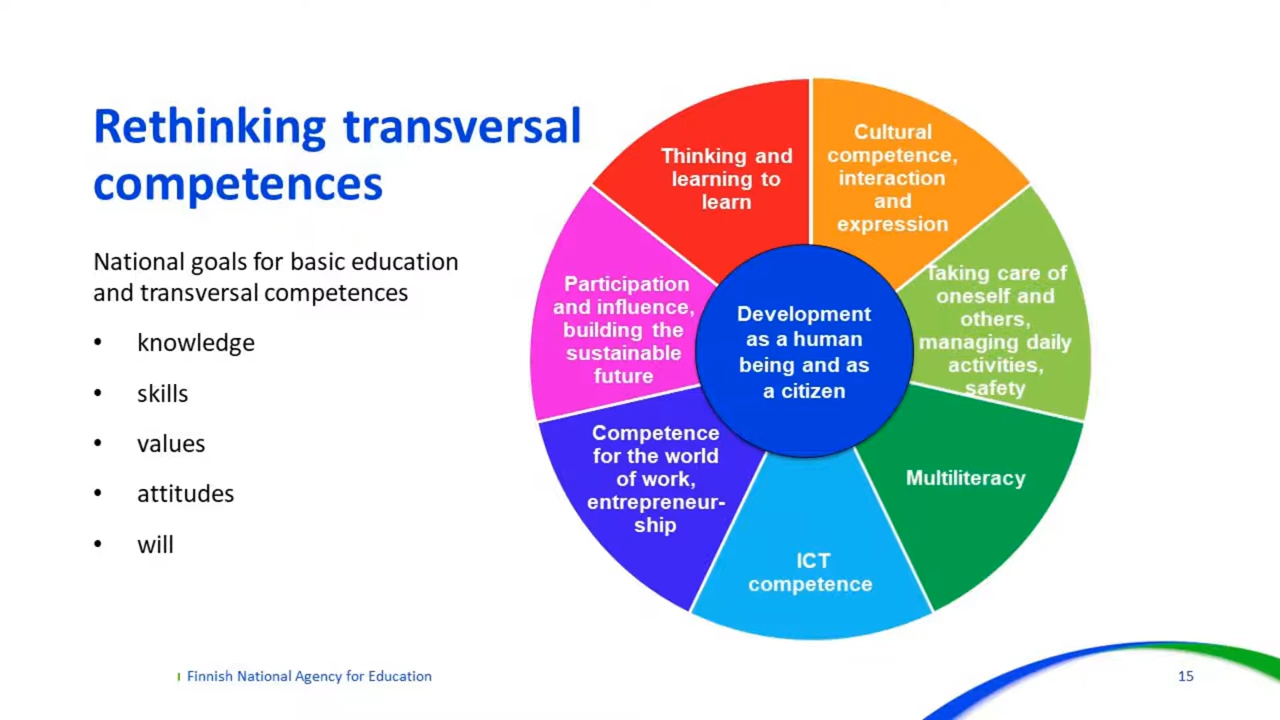 Rethinking transversal
competences
National goals for basic education
and transversal competences
• knowledge
• skills
• values
• attitudes
• will
Thinking and
learning to
learn
Cultural
competence,
interaction
and
expression
Taking care of
oneself and
others,
managing daily
activities,
safety
Multiliteracy
ICT
competence
Competence
for the world
of work,
entrepreneur-
ship
Participation
and influence,
building the
sustainable
future
Development
as a human
being and as
a citizen
Finnish National Agency for Education
15